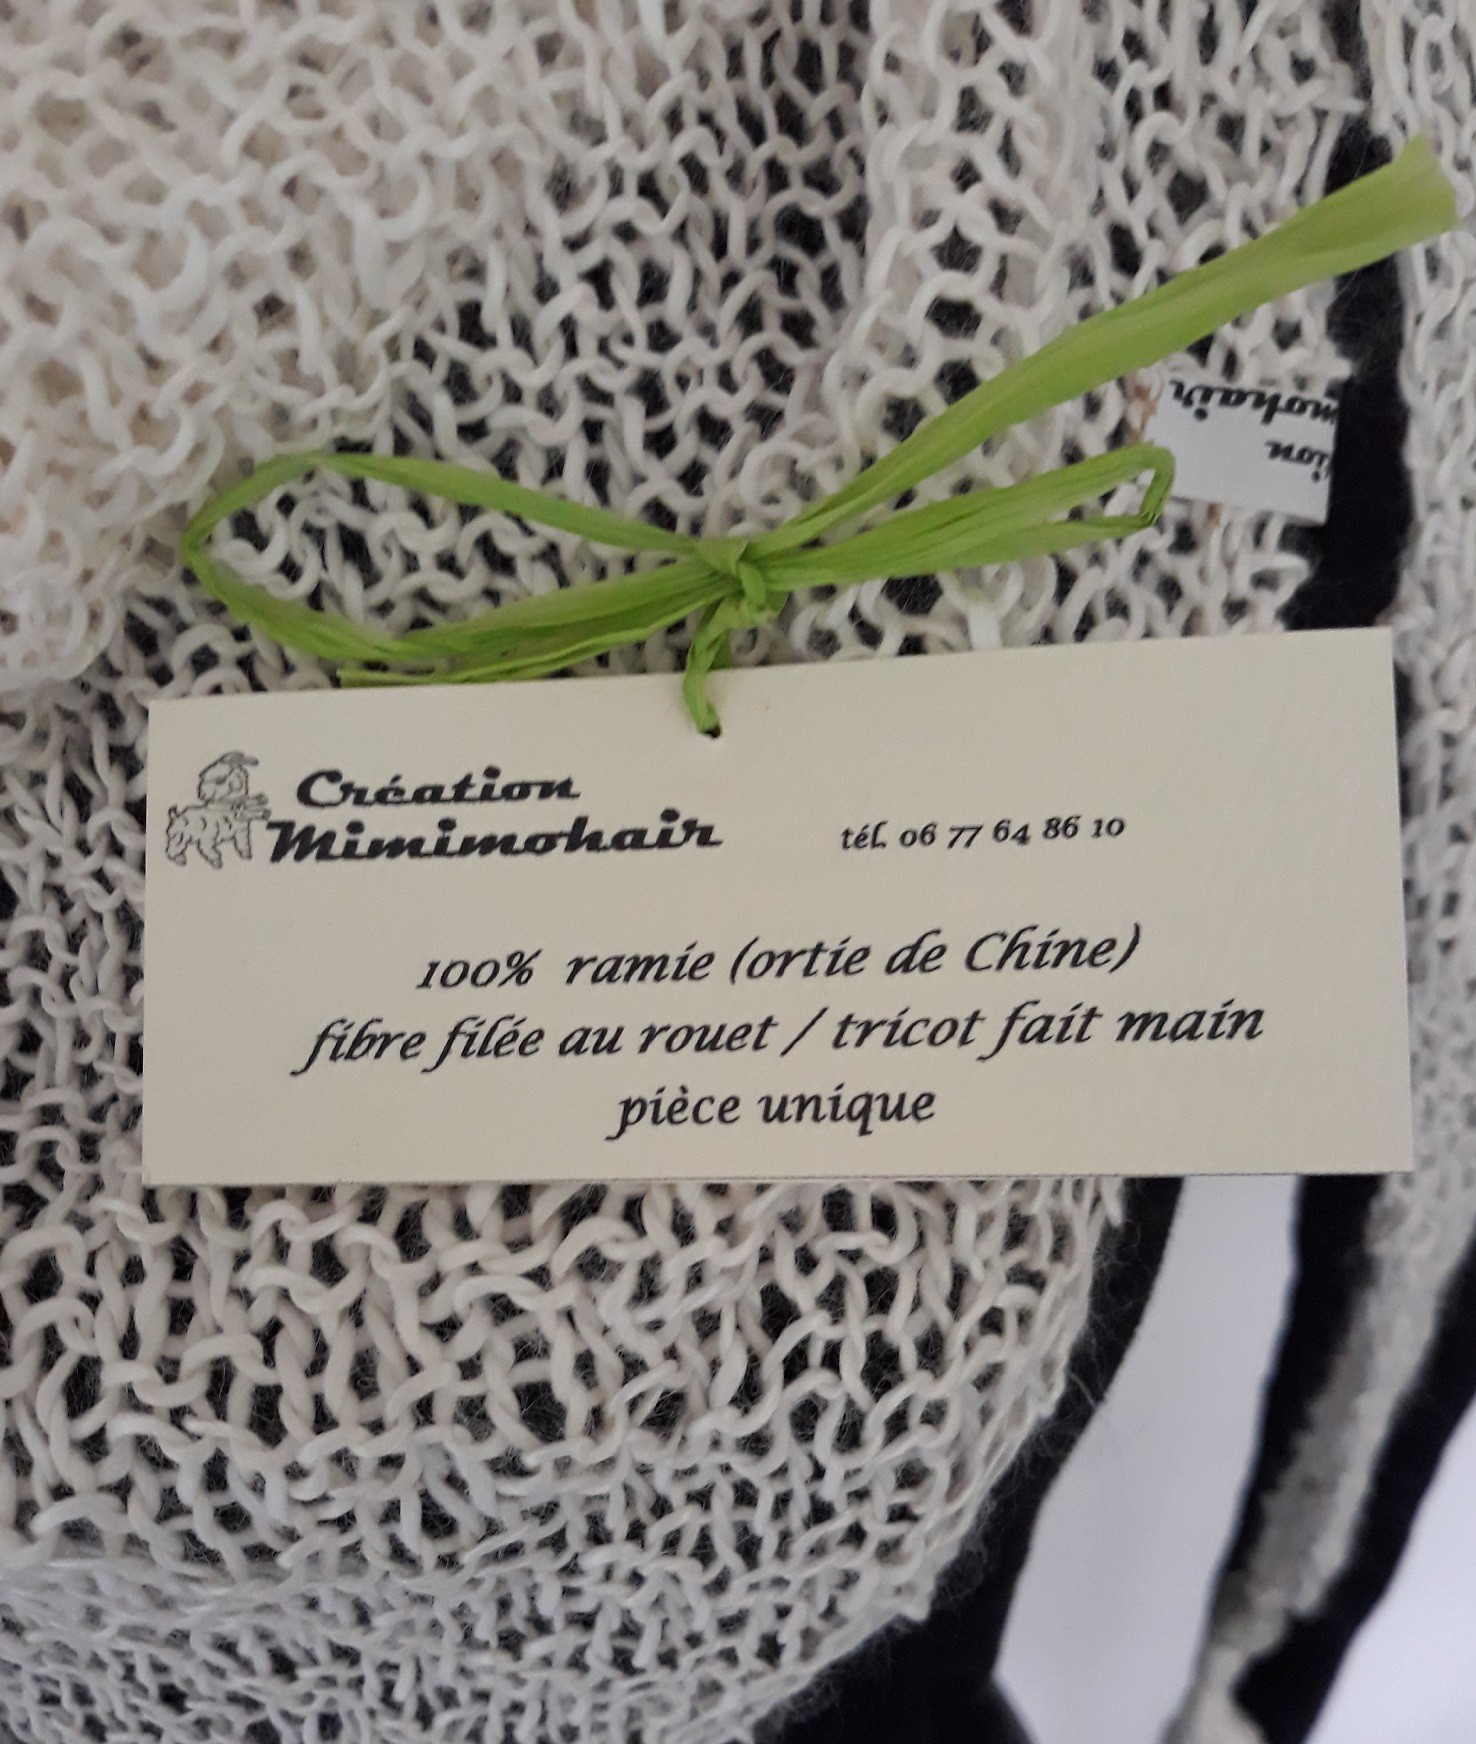 Création
Mimimohair
tél. 06 77 64 86 10
100% ramie (ortie de Chine)
fibre filée au rouet / tricot fait main
pièce unique